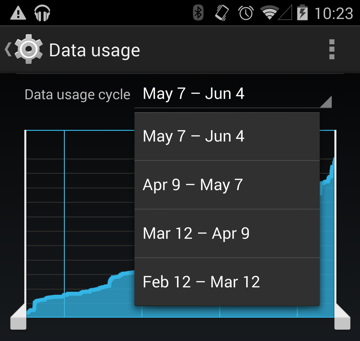 10:23
Data usage
Data usage cycle May 7 – Jun 4
May 7 – Jun 4
Apr 9 – May 7
Mar 12 – Apr 9
Feb 12 – Mar 12